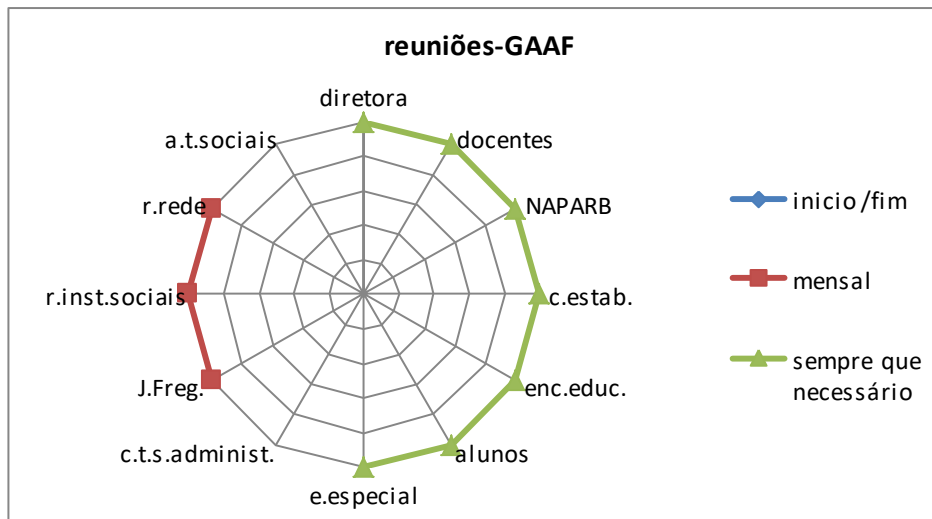 reuniões-GAAF
diretora
docentes
NAPARB
c.estab.
enc.educ.
alunos
e.especial
c.t.s.administ.
J.Freg.
r.inst.sociais
r.rede
a.t.sociais
inicio/fim
mensal
sempre que
necessário